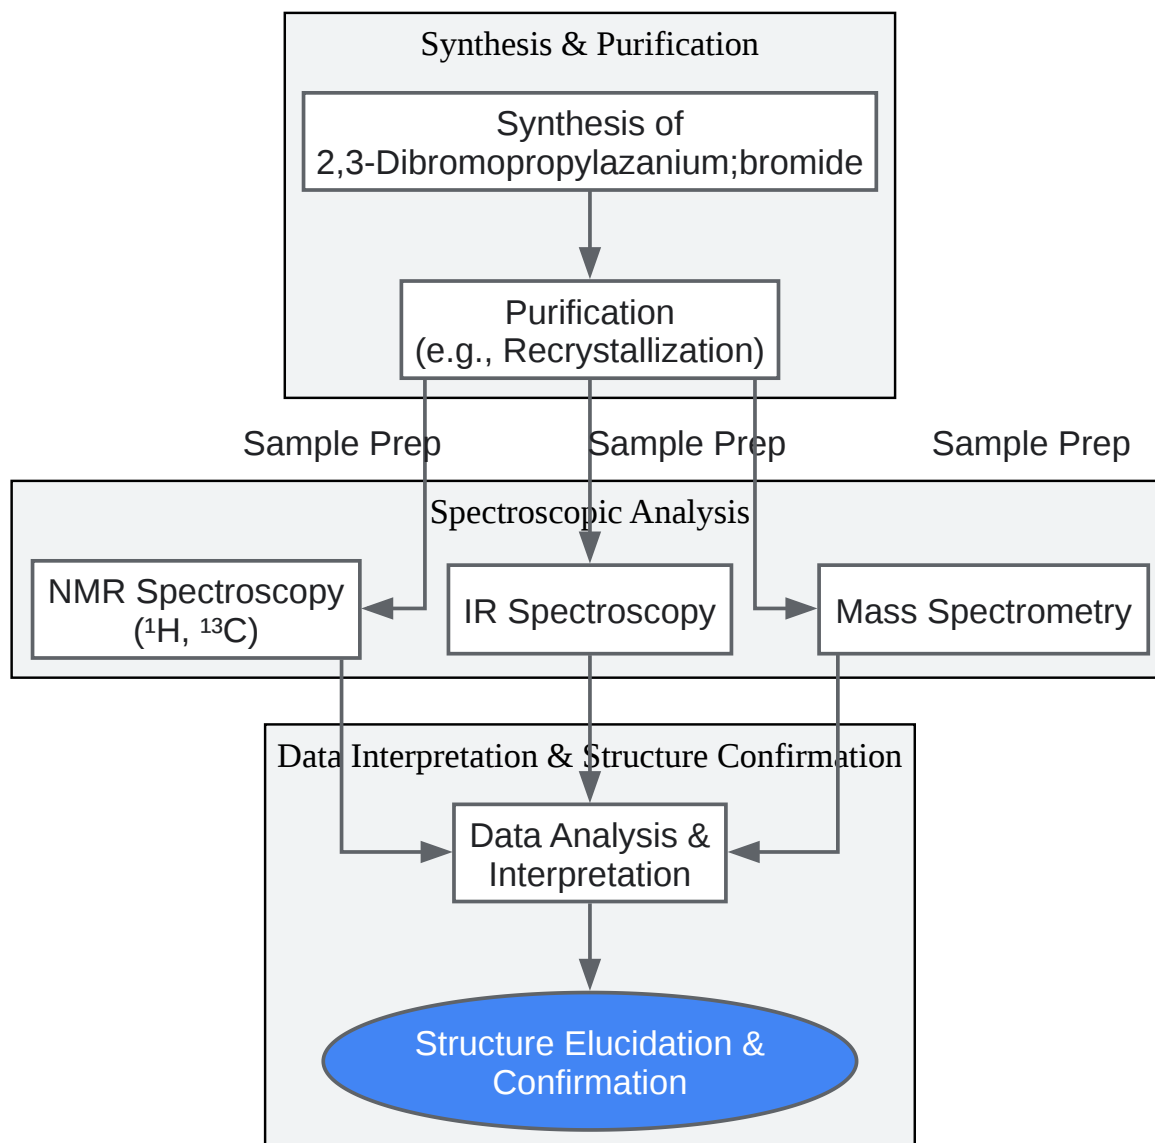 Synthesis & Purification
Synthesis of
2,3-Dibromopropylazanium;bromide
Purification
(e.g., Recrystallization)
Sample Prep
Sample Prep
Sample Prep
Spectroscopic Analysis
NMR Spectroscopy
(¹H, ¹³C)
IR Spectroscopy
Mass Spectrometry
Data Interpretation & Structure Confirmation
Data Analysis &
Interpretation
Structure Elucidation &
Confirmation